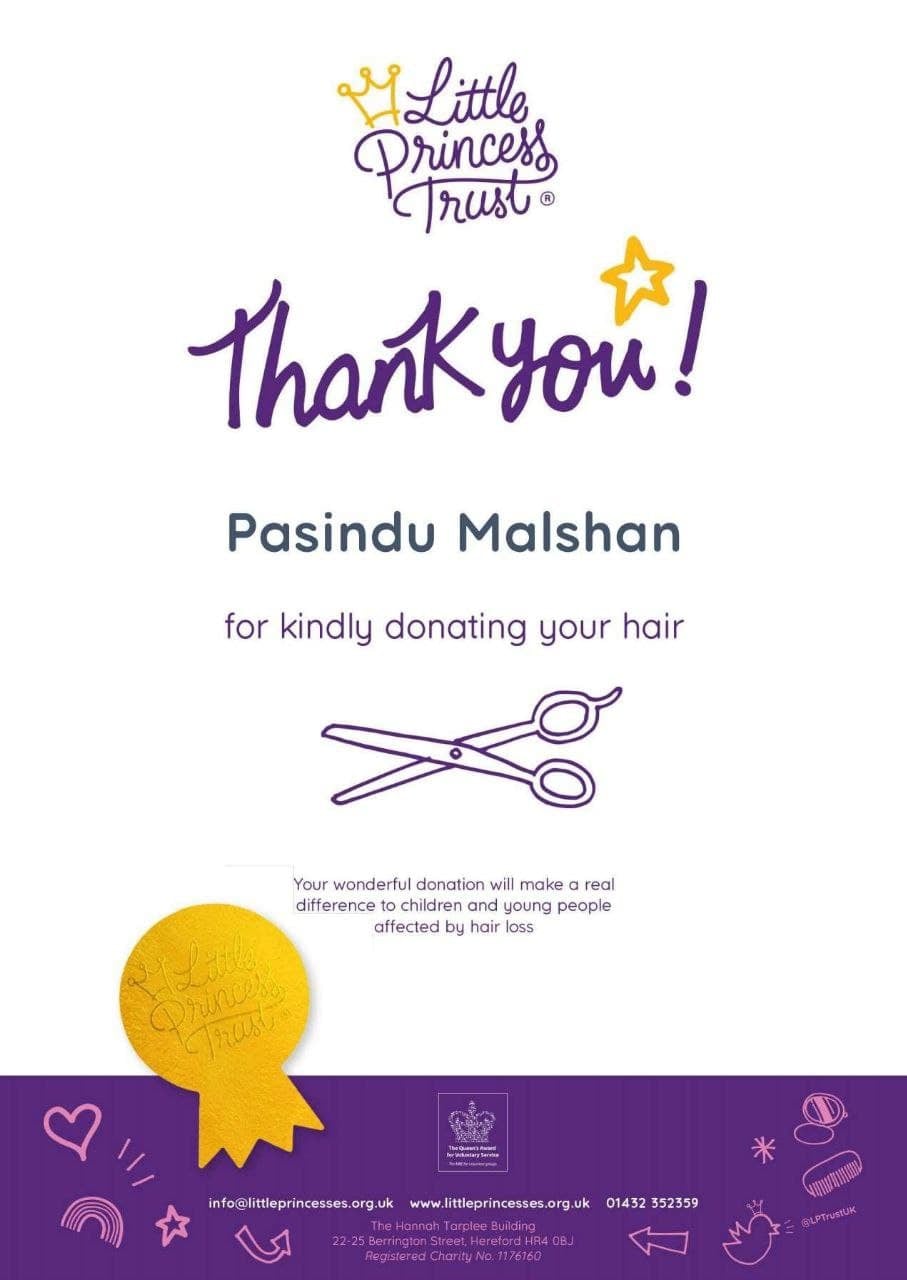 Little
Princess
Trust ®
Thank you!
Pasindu Malshan
for kindly donating your hair
Your wonderful donation will make a real
difference to children and young people
affected by hair loss
Little
Princess
Trust
The Queen's Award
for Voluntary Service
The MBE for volunteer groups
info@littleprincesses.org.uk www.littleprincesses.org.uk 01432 352359
@LPTrustUK
The Hannah Tarplee Building
22-25 Berrington Street, Hereford HR4 0BJ
Registered Charity No. 1176160